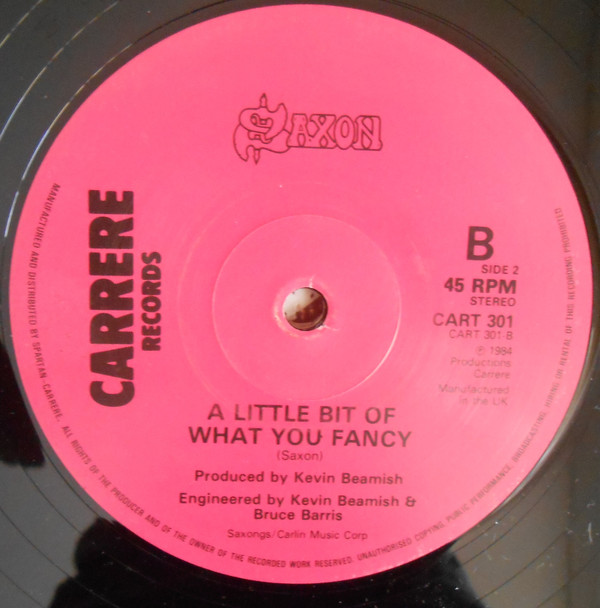 SAXON
CARRERE
RECORDS
B
SIDE 2
45 RPM
STEREO
CART 301
CART 301-B
℗ 1984
Productions
Carrere
Manufactured
in the UK
A LITTLE BIT OF
WHAT YOU FANCY
(Saxon)
Produced by Kevin Beamish
Engineered by Kevin Beamish &
Bruce Barris
Saxongs/Carlin Music Corp
MANUFACTURED AND DISTRIBUTED BY SPARTAN-CARRERE. ALL RIGHTS OF THE PRODUCER AND OF THE OWNER OF THE RECORDED WORK RESERVED. UNAUTHORISED COPYING, PUBLIC PERFORMANCE, BROADCASTING, HIRING OR RENTAL OF THIS RECORDING PROHIBITED